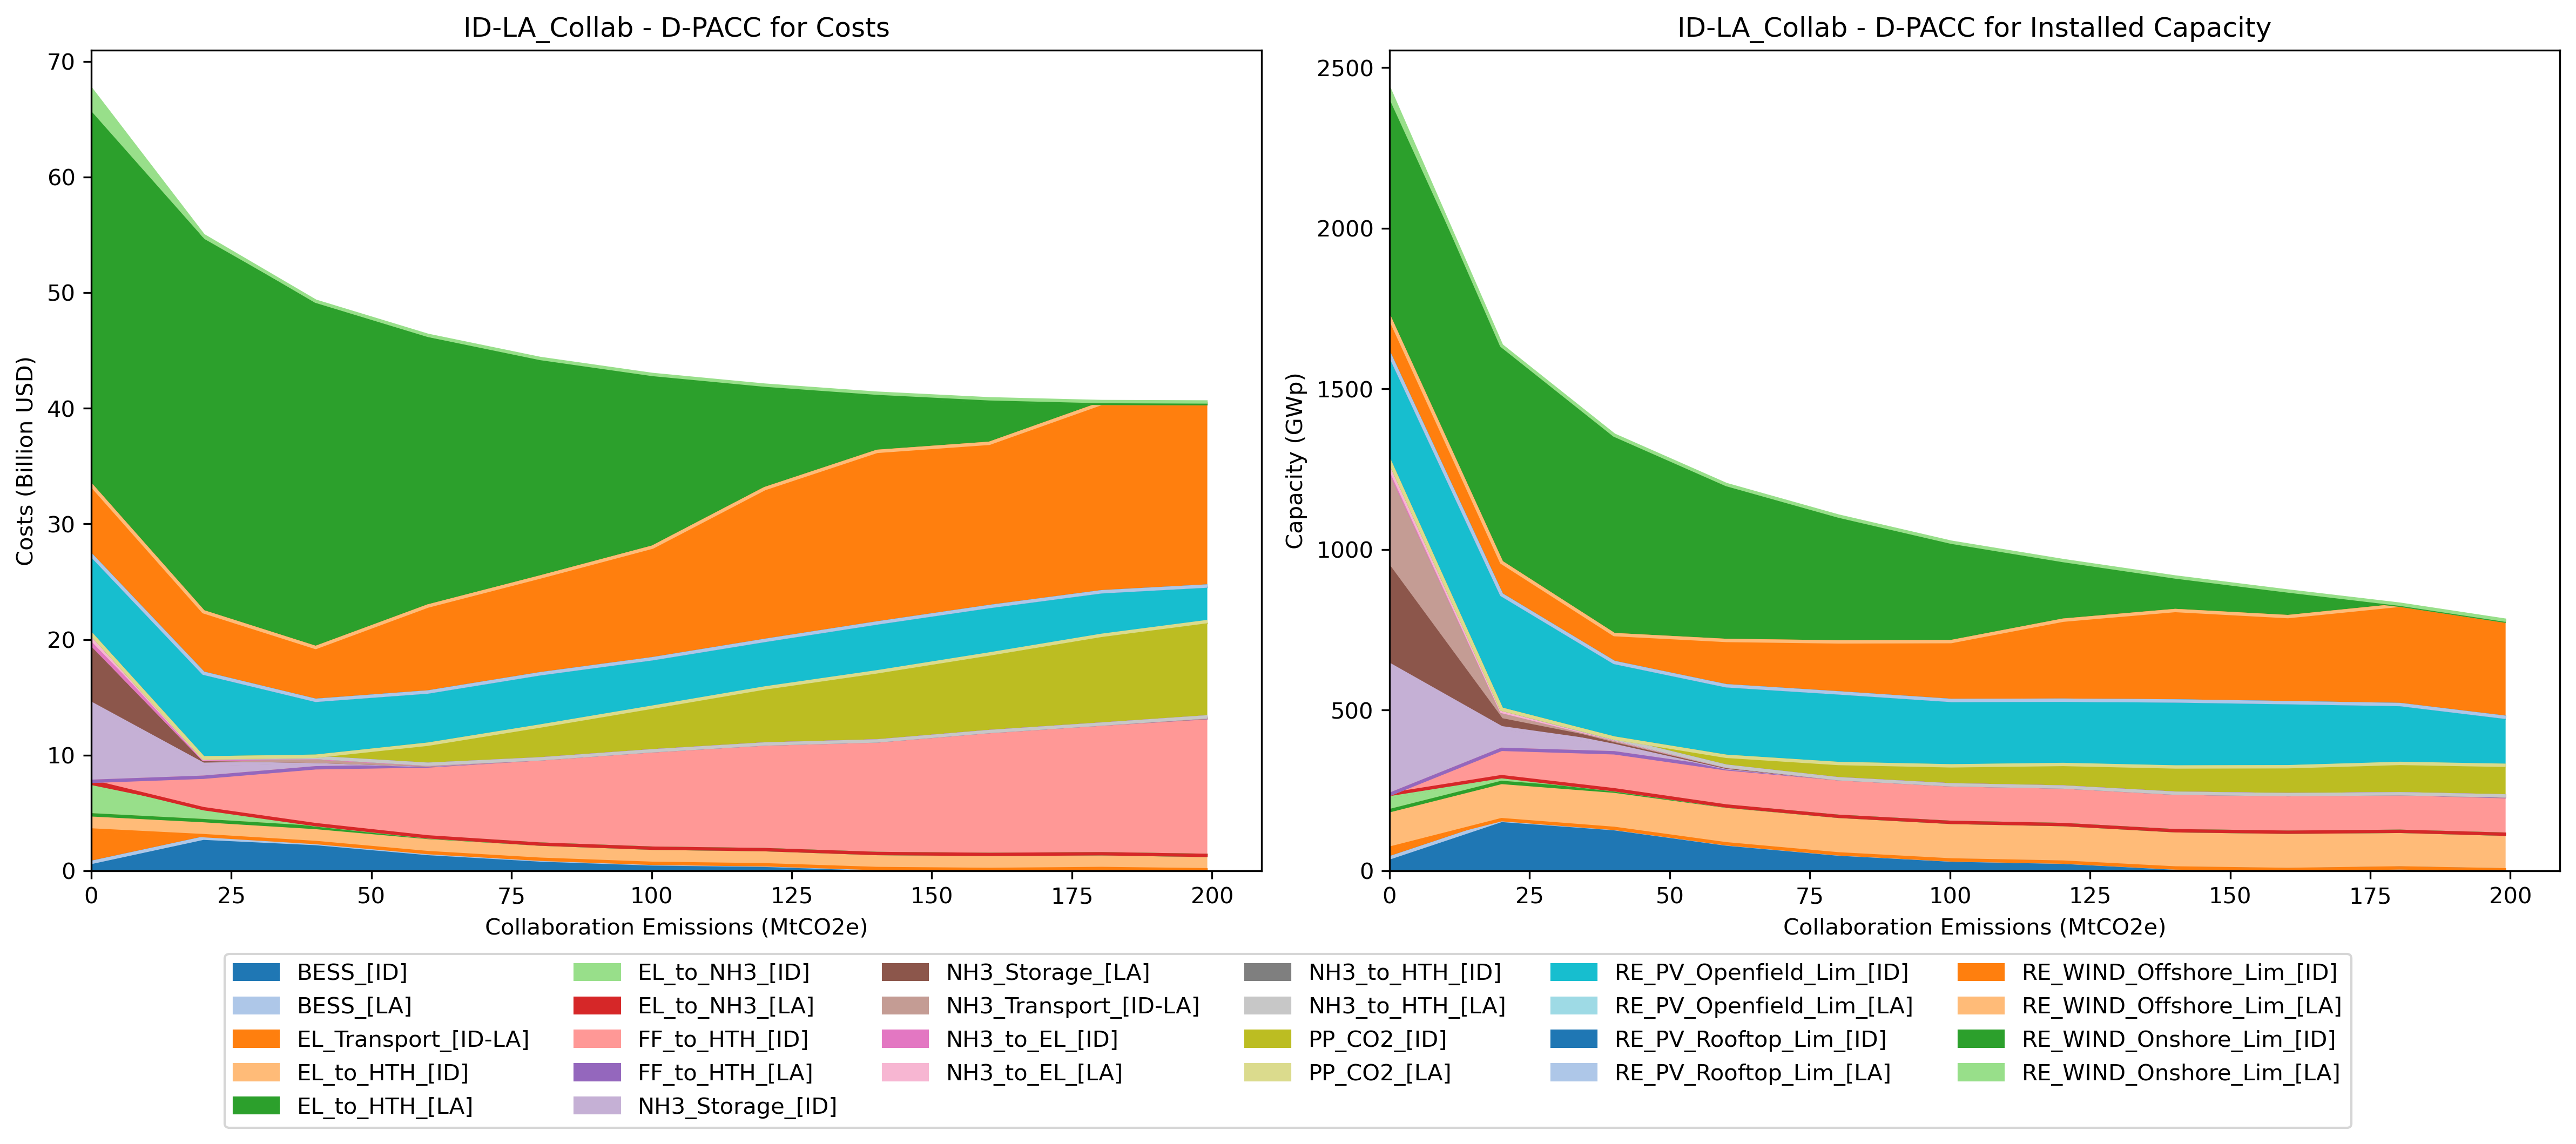 ID-LA_Collab - D-PACC for Costs
70
60
50
40
30
20
10
0
Costs (Billion USD)
0 25 50 75 100 125 150 175 200
Collaboration Emissions (MtCO2e)
ID-LA_Collab - D-PACC for Installed Capacity
2500
2000
1500
1000
500
0
Capacity (GWp)
0 25 50 75 100 125 150 175 200
Collaboration Emissions (MtCO2e)
BESS_[ID]
BESS_[LA]
EL_Transport_[ID-LA]
EL_to_HTH_[ID]
EL_to_HTH_[LA]
EL_to_NH3_[ID]
EL_to_NH3_[LA]
FF_to_HTH_[ID]
FF_to_HTH_[LA]
NH3_Storage_[ID]
NH3_Storage_[LA]
NH3_Transport_[ID-LA]
NH3_to_EL_[ID]
NH3_to_EL_[LA]
NH3_to_HTH_[ID]
NH3_to_HTH_[LA]
PP_CO2_[ID]
PP_CO2_[LA]
RE_PV_Openfield_Lim_[ID]
RE_PV_Openfield_Lim_[LA]
RE_PV_Rooftop_Lim_[ID]
RE_PV_Rooftop_Lim_[LA]
RE_WIND_Offshore_Lim_[ID]
RE_WIND_Offshore_Lim_[LA]
RE_WIND_Onshore_Lim_[ID]
RE_WIND_Onshore_Lim_[LA]